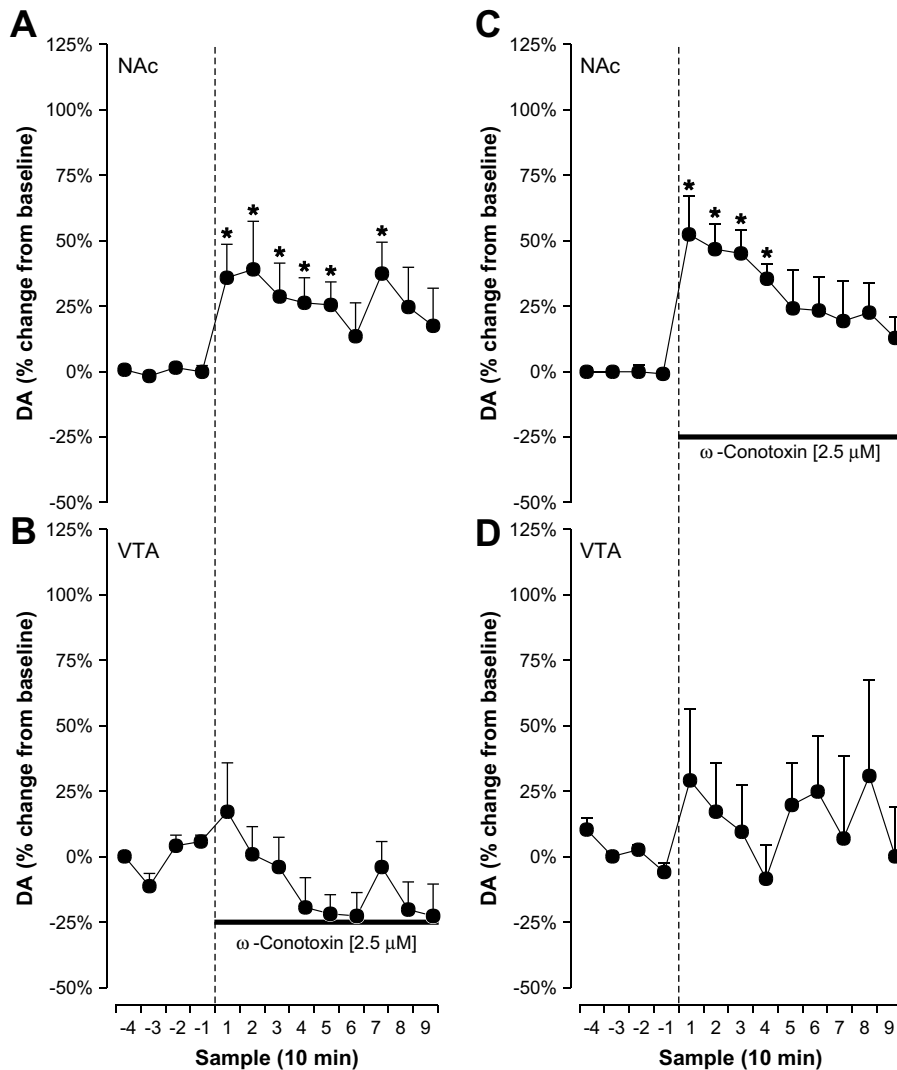 A
NAc
DA (% change from baseline)
125%
100%
75%
50%
25%
0%
-25%
-50%
* * * * * *
C
NAc
DA (% change from baseline)
125%
100%
75%
50%
25%
0%
-25%
-50%
* * * *
ω -Conotoxin [2.5 μM]
B
VTA
DA (% change from baseline)
125%
100%
75%
50%
25%
0%
-25%
-50%
ω -Conotoxin [2.5 μM]
-4 -3 -2 -1 1 2 3 4 5 6 7 8 9
Sample (10 min)
D
VTA
DA (% change from baseline)
125%
100%
75%
50%
25%
0%
-25%
-50%
-4 -3 -2 -1 1 2 3 4 5 6 7 8 9
Sample (10 min)